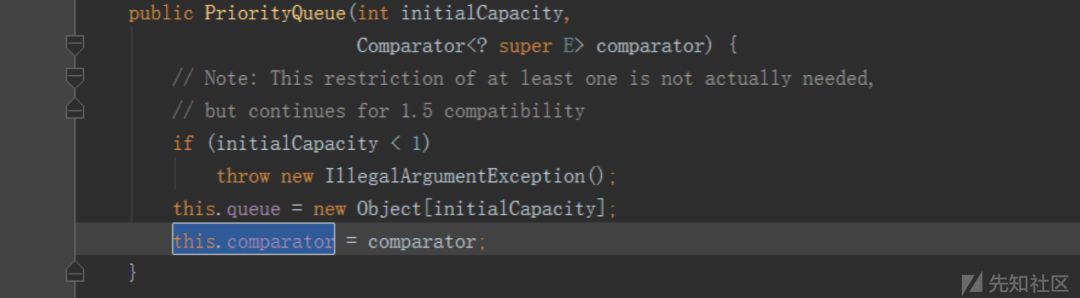 public PriorityQueue(int initialCapacity,
Comparator<? super E> comparator) {
// Note: This restriction of at least one is not actually needed,
// but continues for 1.5 compatibility
if (initialCapacity < 1)
throw new IllegalArgumentException();
this.queue = new Object[initialCapacity];
this.comparator = comparator;
}
先知社区